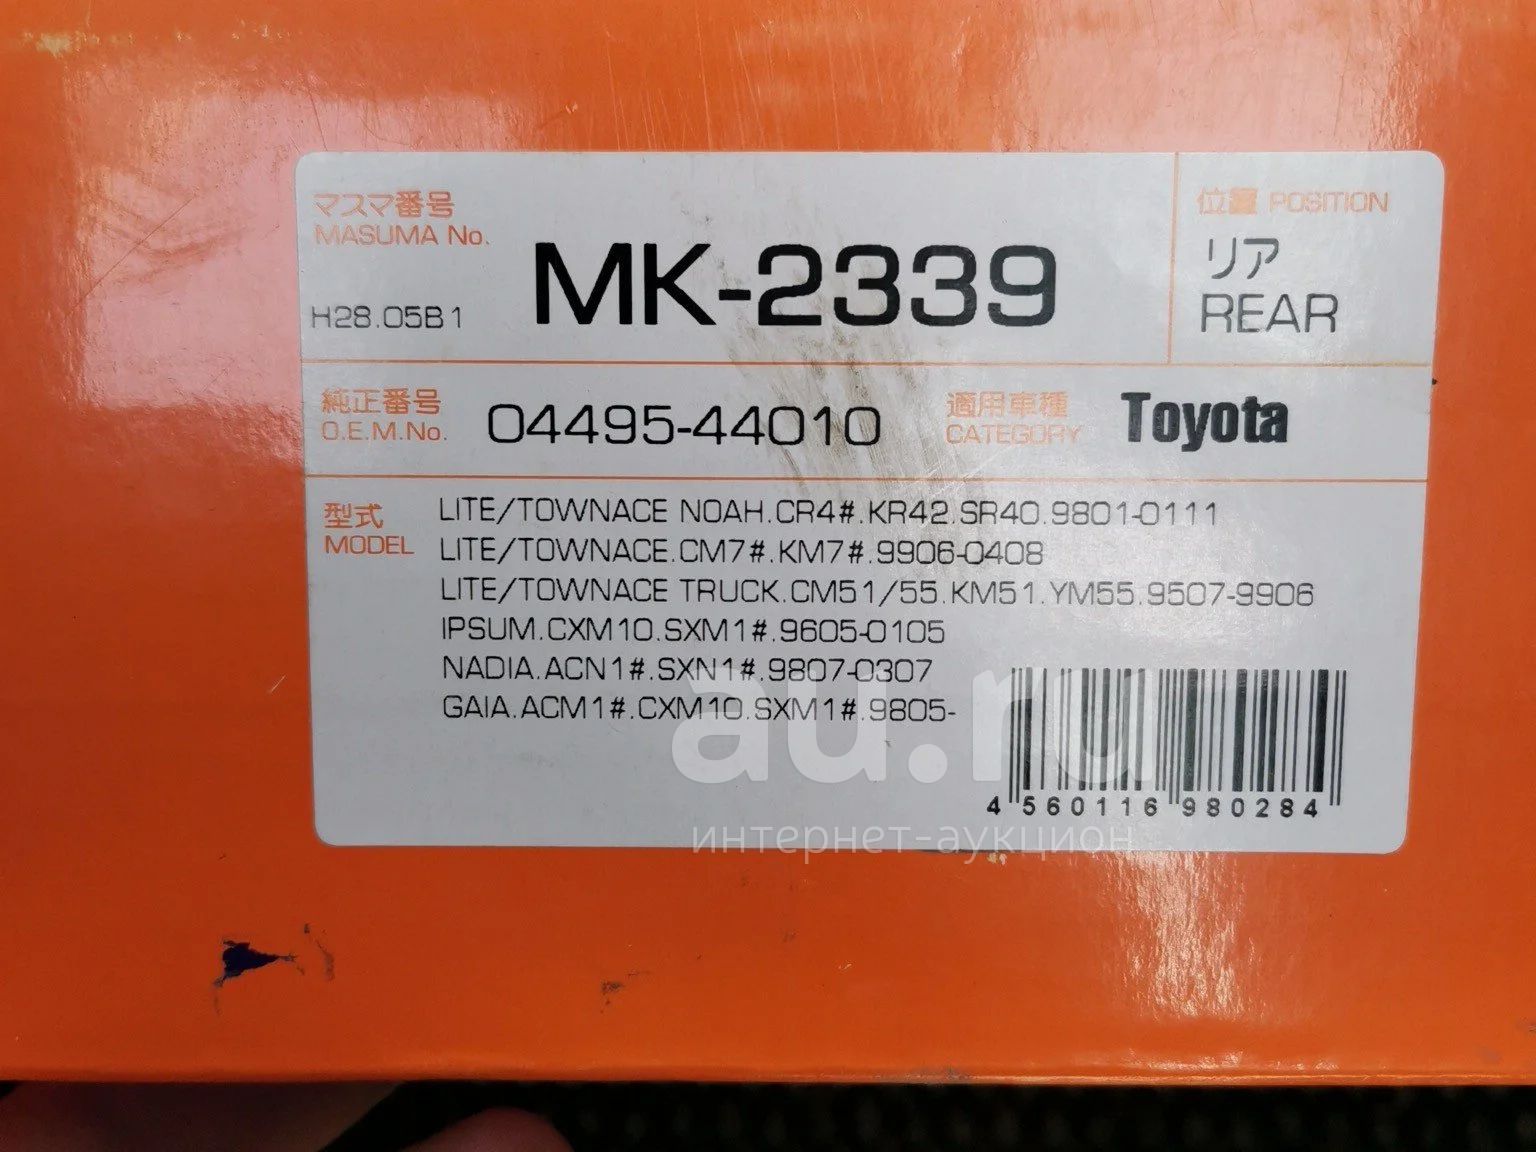 マスマ番号
MASUMA No.
H28.05B1
MK-2339
位置 POSITION
リア
REAR
純正番号
O.E.M.No.
04495-44010
適用車種
CATEGORY
Toyota
型式
MODEL
LITE/TOWNACE NOAH.CR4#.KR42.SR40.9801-0111
LITE/TOWNACE.CM7#.KM7#.9906-0408
LITE/TOWNACE TRUCK.CM51/55.KM51.YM55.9507-9906
IPSUM.CXM10.SXM1#.9605-0105
NADIA.ACN1#.SXN1#.9807-0307
GAIA.ACM1#.CXM10.SXM1#.9805-
4 560116 980284
au.ru
интернет-аукцион